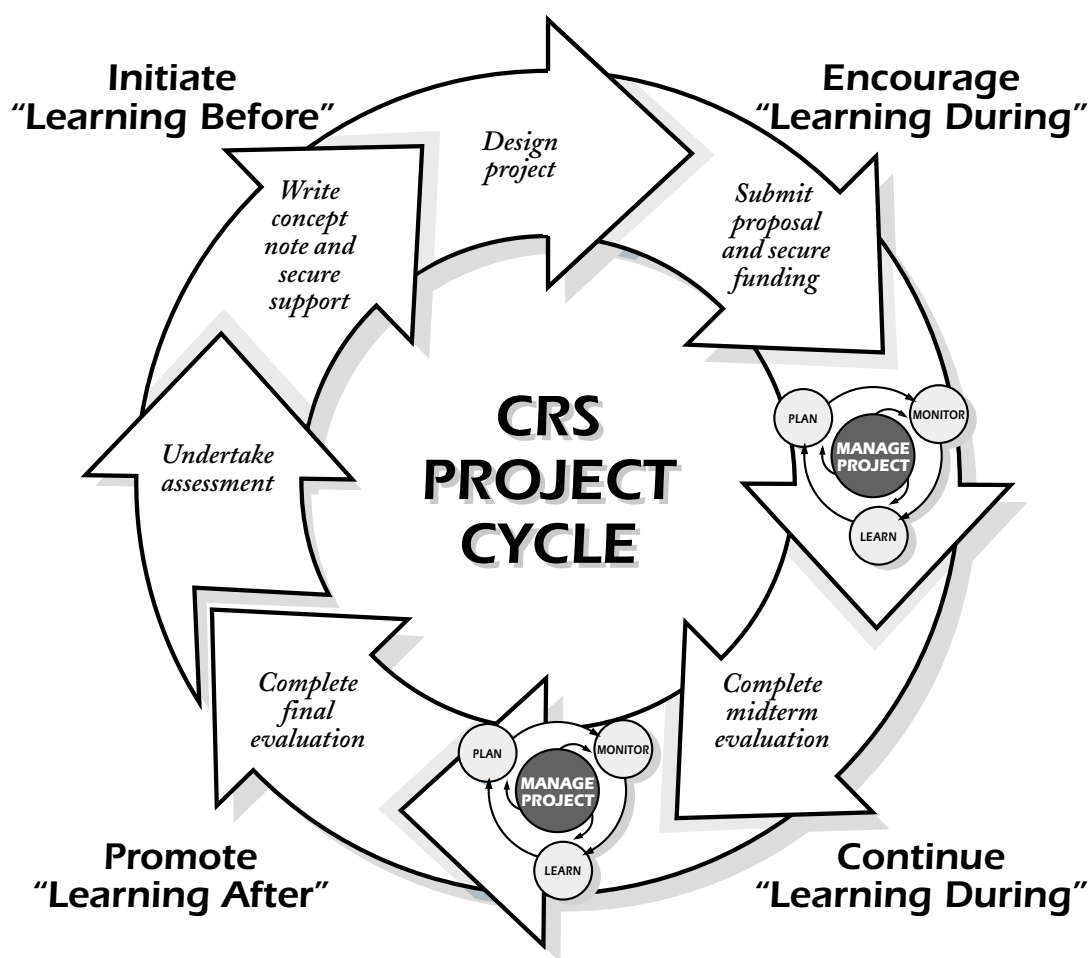 Initiate
“Learning Before”
Encourage
“Learning During”
Design
project
Write
concept
note and
secure
support
Submit
proposal
and secure
funding
CRS
PROJECT
CYCLE
PLAN
MONITOR
MANAGE
PROJECT
LEARN
Undertake
assessment
Complete
midterm
evaluation
Complete
final
evaluation
PLAN
MONITOR
MANAGE
PROJECT
LEARN
Promote
“Learning After”
Continue
“Learning During”